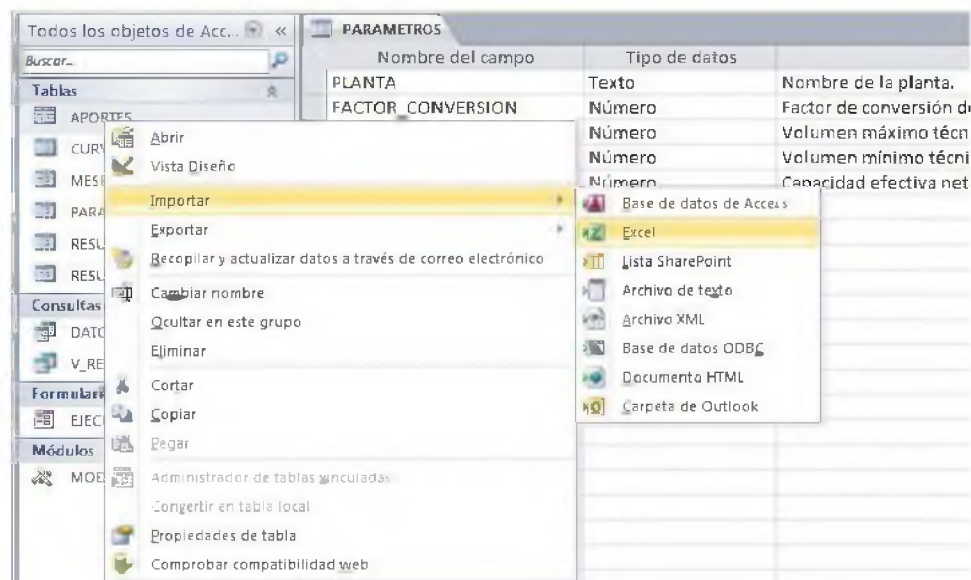 Todos los objetos de Acc... «
Buscar...
Tablas
APORTES
CURV
MESE
PARA
RESU
RESU
Consultas
DATO
V_RE
Formulari
EJEC
Módulos
MOD
PARAMETROS
Nombre del campo Tipo de datos
PLANTA Texto Nombre de la planta.
FACTOR_CONVERSION Número Factor de conversión d
Número Volumen máximo técn
Número Volumen mínimo técni
Número Capacidad efectiva net
Abrir
Vista Diseño
Importar
Exportar
Recopilar y actualizar datos a través de correo electrónico
Cambiar nombre
Ocultar en este grupo
Eliminar
Cortar
Copiar
Pegar
Administrador de tablas vinculadas
Convertir en tabla local
Propiedades de tabla
Comprobar compatibilidad web
Base de datos de Access
Excel
Lista SharePoint
Archivo de texto
Archivo XML
Base de datos ODBC
Documento HTML
Carpeta de Outlook